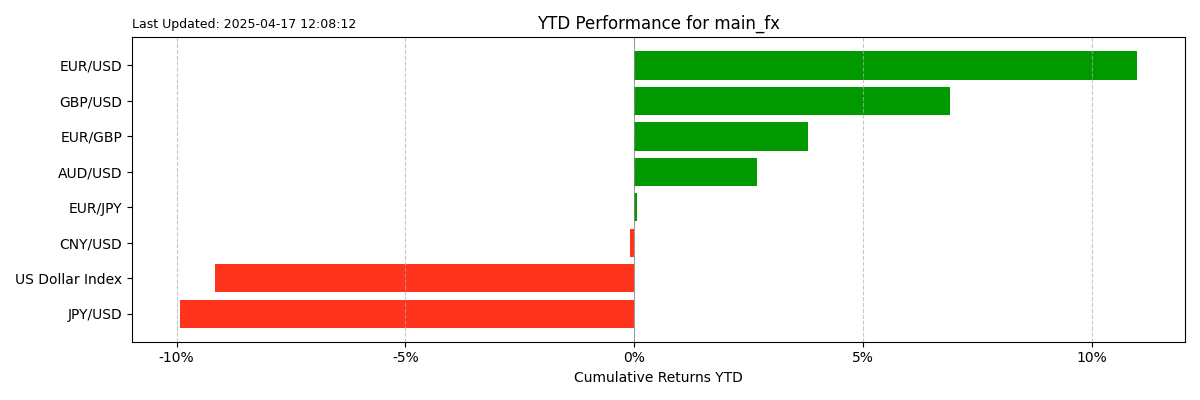 Last Updated: 2025-04-17 12:08:12
YTD Performance for main_fx
EUR/USD
GBP/USD
EUR/GBP
AUD/USD
EUR/JPY
CNY/USD
US Dollar Index
JPY/USD
-10% -5% 0% 5% 10%
Cumulative Returns YTD